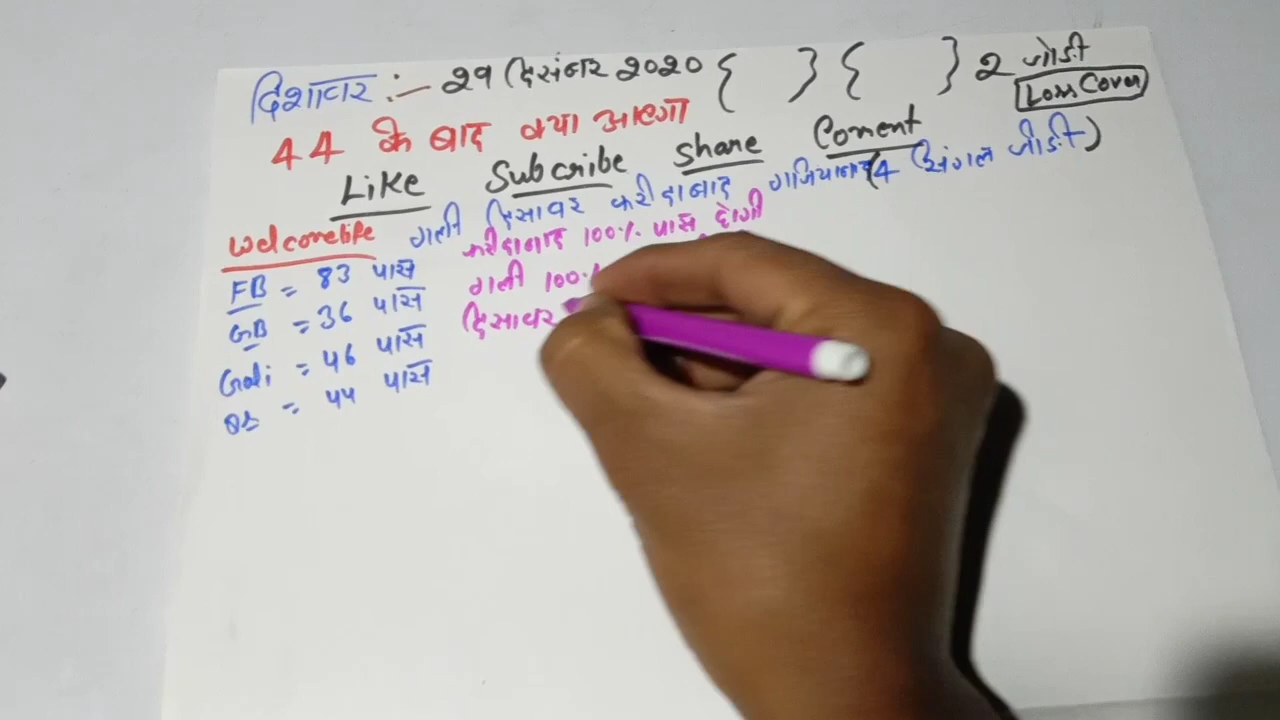 दिशावर :- 29 दिसंबर 2020 { } { } 2 जोडी
Loss Cover
44 के बाद क्या आएगा
Like Subscribe Share Coment
Welcomelife गली दिसावर फरीदाबाद गाजियाबाद (4 सिंगल जोडी)
फरीदाबाद 100% पास होगी
FB = 83 पास
गली 100%
GB = 36 पास
दिसावर
Gali = 46 पास
DS = 44 पास